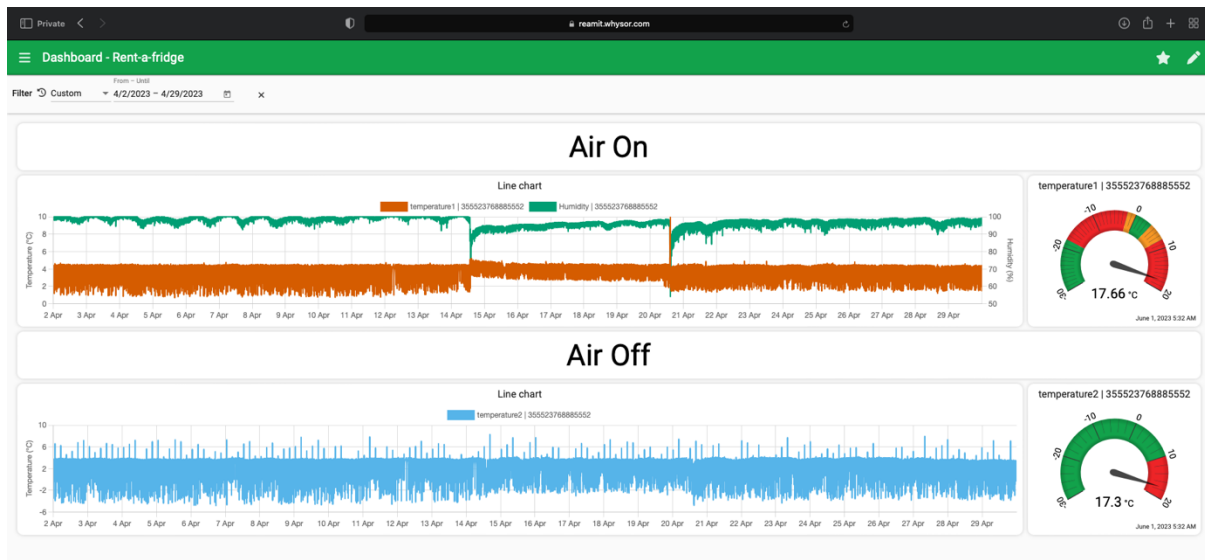 Private
reamit.whysor.com
Dashboard - Rent-a-fridge
From – Until
Filter Custom 4/2/2023 – 4/29/2023
Air On
Line chart
temperature1 | 355523768885552 Humidity | 355523768885552
Temperature (°C)
10
8
6
4
2
0
Humidity (%)
100
90
80
70
60
50
2 Apr 3 Apr 4 Apr 5 Apr 6 Apr 7 Apr 8 Apr 9 Apr 10 Apr 11 Apr 12 Apr 13 Apr 14 Apr 15 Apr 16 Apr 17 Apr 18 Apr 19 Apr 20 Apr 21 Apr 22 Apr 23 Apr 24 Apr 25 Apr 26 Apr 27 Apr 28 Apr 29 Apr
temperature1 | 355523768885552
-30 -20 -10 0 10 20
17.66 °C
June 1, 2023 5:32 AM
Air Off
Line chart
temperature2 | 355523768885552
Temperature (°C)
10
6
2
-2
-6
2 Apr 3 Apr 4 Apr 5 Apr 6 Apr 7 Apr 8 Apr 9 Apr 10 Apr 11 Apr 12 Apr 13 Apr 14 Apr 15 Apr 16 Apr 17 Apr 18 Apr 19 Apr 20 Apr 21 Apr 22 Apr 23 Apr 24 Apr 25 Apr 26 Apr 27 Apr 28 Apr 29 Apr
temperature2 | 355523768885552
-30 -20 -10 0 10 20
17.3 °C
June 1, 2023 5:32 AM